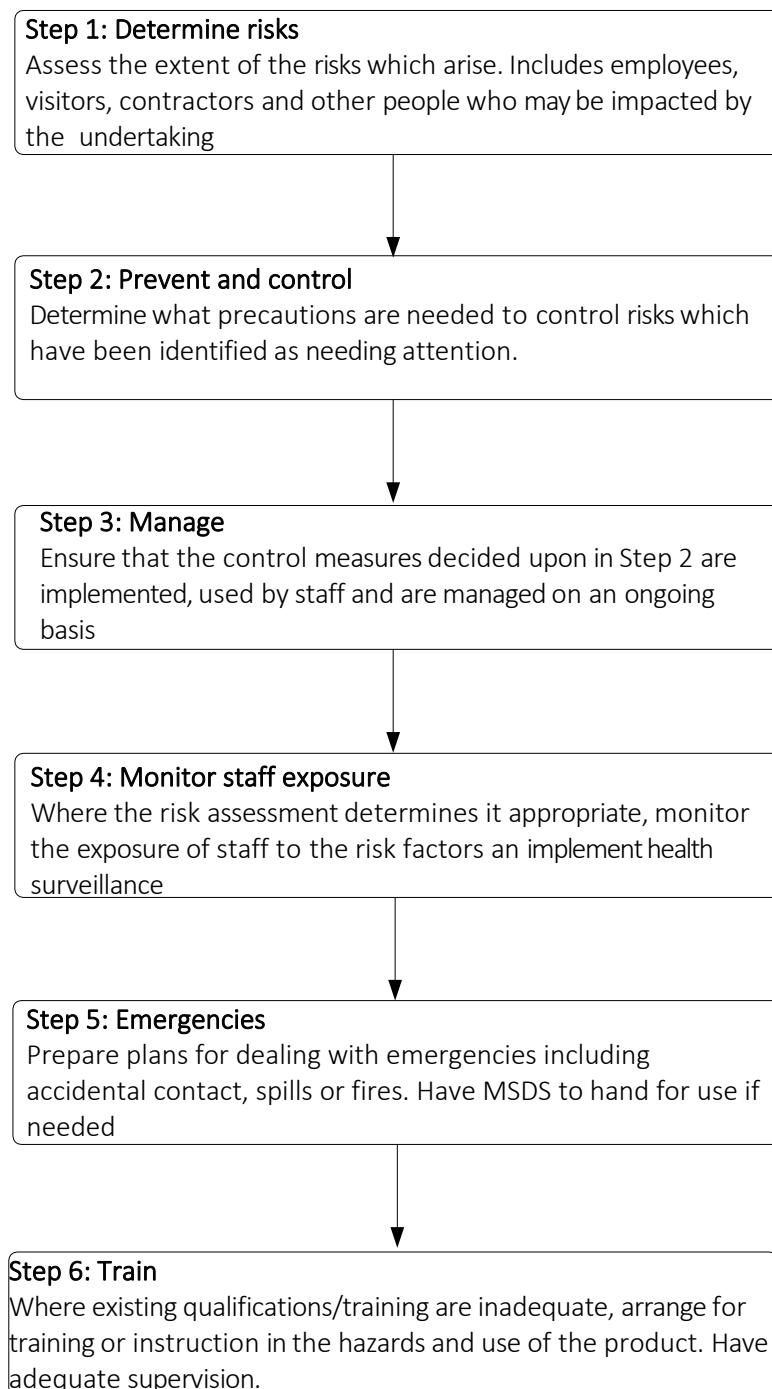 Step 1: Determine risks
Assess the extent of the risks which arise. Includes employees,
visitors, contractors and other people who may be impacted by
the undertaking
Step 2: Prevent and control
Determine what precautions are needed to control risks which
have been identified as needing attention.
Step 3: Manage
Ensure that the control measures decided upon in Step 2 are
implemented, used by staff and are managed on an ongoing
basis
Step 4: Monitor staff exposure
Where the risk assessment determines it appropriate, monitor
the exposure of staff to the risk factors an implement health
surveillance
Step 5: Emergencies
Prepare plans for dealing with emergencies including
accidental contact, spills or fires. Have MSDS to hand for use if
needed
Step 6: Train
Where existing qualifications/training are inadequate, arrange for
training or instruction in the hazards and use of the product. Have
adequate supervision.